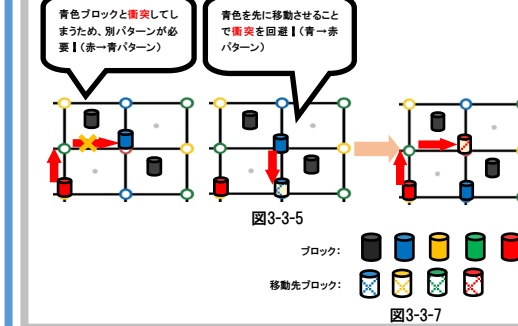 青色ブロックと衝突してし
まうため、別パターンが必
要！(赤→青パターン)
青色を先に移動させること
で衝突を回避！(青→赤
パターン)
図3-3-5
ブロック:
移動先ブロック:
図3-3-7